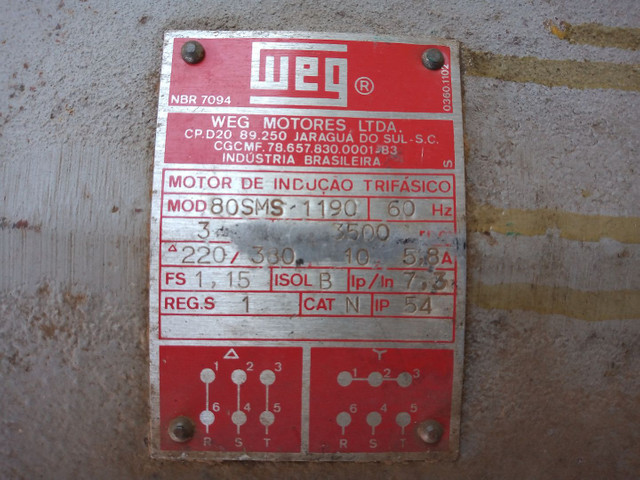 weg ®
NBR 7094
0360.1102
WEG MOTORES LTDA.
CP.D20 89.250 JARAGUÁ DO SUL-S.C.
CGCMF.78.657.830.0001-83
INDÚSTRIA BRASILEIRA
S
MOTOR DE INDUÇÃO TRIFÁSICO
MOD 80SMS-1190 60 Hz
3 3500
Δ 220/380 10 5,8 A
FS 1,15 ISOL B Ip/In 7,3
REG.S 1 CAT N IP 54
Δ Y
1 2 3 1 2 3
6 4 5 6 4 5
R S T R S T